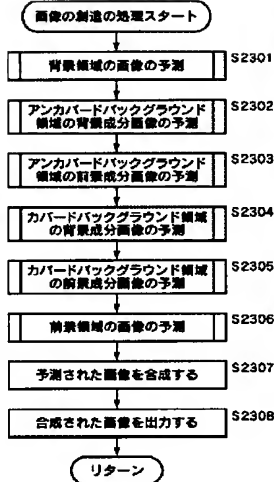 画像の創造の処理スタート
背景領域の画像の予測
S2301
アンカバードバックグラウンド
領域の背景成分画像の予測
S2302
アンカバードバックグラウンド
領域の前景成分画像の予測
S2303
カバードバックグラウンド領域
の背景成分画像の予測
S2304
カバードバックグラウンド領域
の前景成分画像の予測
S2305
前景領域の画像の予測
S2306
予測された画像を合成する
S2307
合成された画像を出力する
S2308
リターン